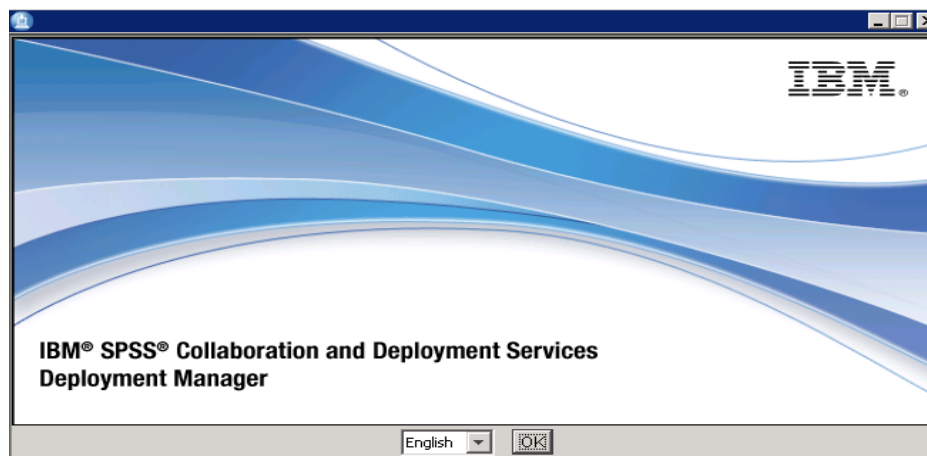 IBM®
IBM® SPSS® Collaboration and Deployment Services
Deployment Manager
English
OK